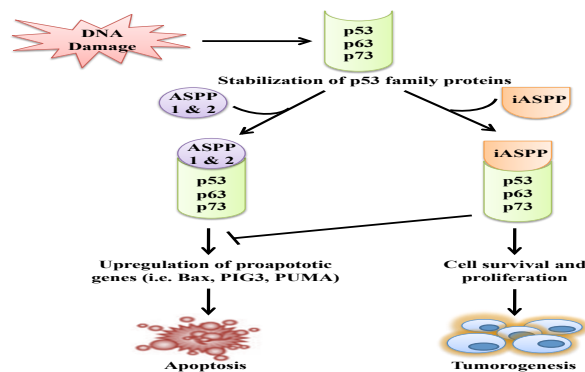 DNA
Damage
p53
p63
p73
Stabilization of p53 family proteins
ASPP
1 & 2
iASPP
ASPP
1 & 2
p53
p63
p73
iASPP
p53
p63
p73
Upregulation of proapototic
genes (i.e. Bax, PIG3, PUMA)
Cell survival and
proliferation
Apoptosis
Tumorogenesis